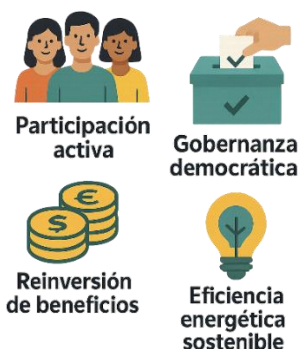 Participación
activa
Gobernanza
democrática
€
$
Reinversión
de beneficios
Eficiencia
energética
sostenible